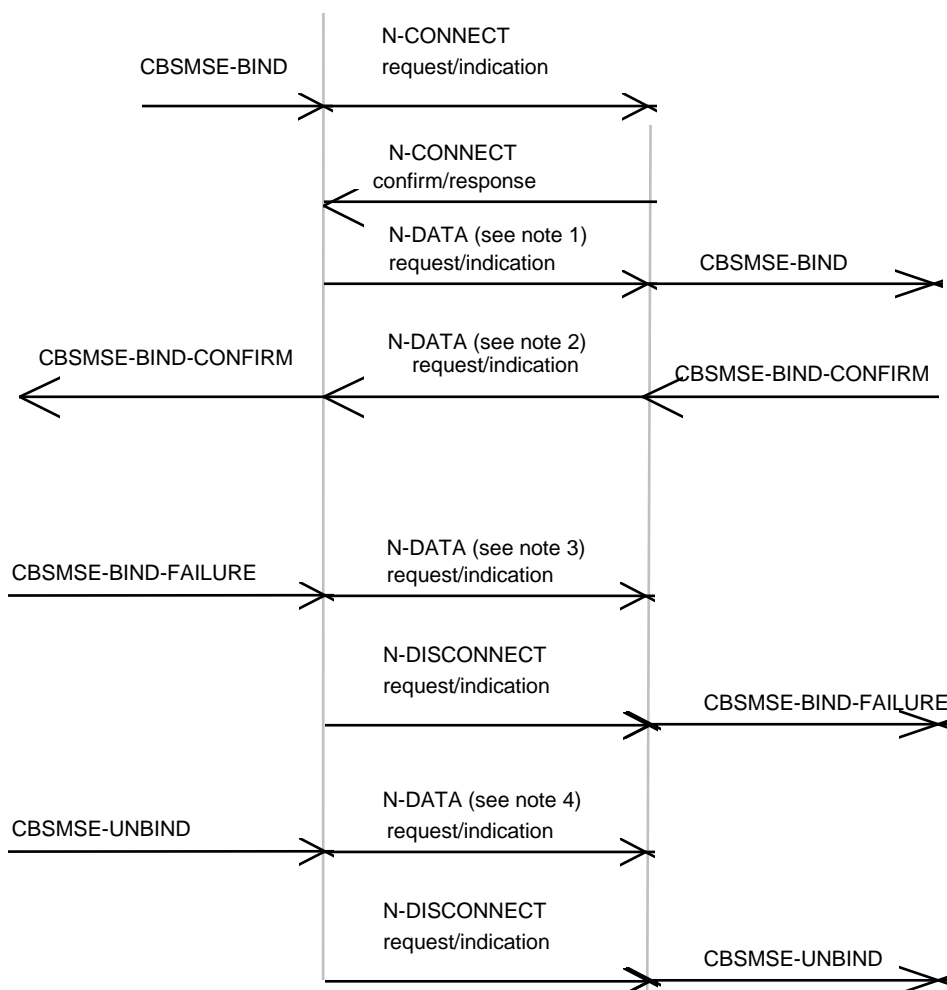 N-CONNECT
CBSMSE-BIND
request/indication
N-CONNECT
confirm/response
N-DATA (see note 1)
request/indication
CBSMSE-BIND
CBSMSE-BIND-CONFIRM
N-DATA (see note 2)
request/indication
CBSMSE-BIND-CONFIRM
N-DATA (see note 3)
CBSMSE-BIND-FAILURE
request/indication
N-DISCONNECT
request/indication
CBSMSE-BIND-FAILURE
N-DATA (see note 4)
CBSMSE-UNBIND
request/indication
N-DISCONNECT
request/indication
CBSMSE-UNBIND